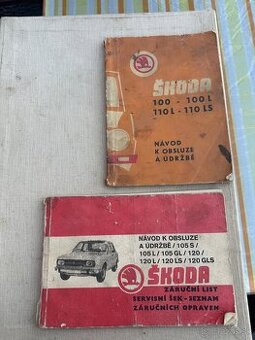 ŠKODA
100 - 100 L
110 L - 110 LS
NÁVOD
K OBSLUZE
A ÚDRŽBĚ
NÁVOD K OBSLUZE
A ÚDRŽBĚ / 105 S /
105 L / 105 GL / 120 /
120 L / 120 LS / 120 GLS
ŠKODA
ZÁRUČNÍ LIST
SERVISNÍ ŠEK - SEZNAM
ZÁRUČNÍCH OPRAVEN